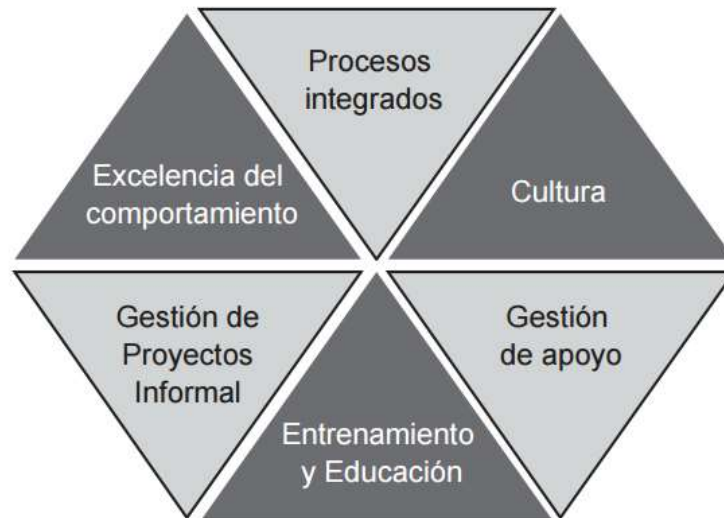 Procesos
integrados
Excelencia del
comportamiento
Cultura
Gestión de
Proyectos
Informal
Gestión
de apoyo
Entrenamiento
y Educación